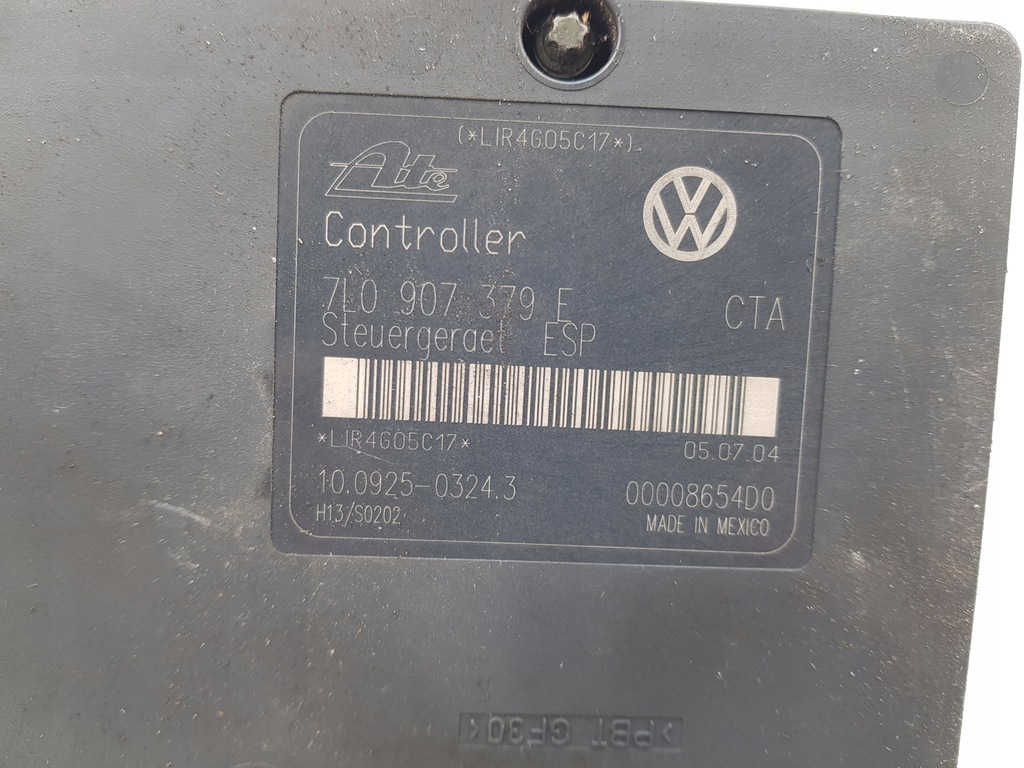 (*LIR4G05C17*)
Ate
Controller
7L0 907 379 E
CTA
Steuergeraet ESP
*LIR4G05C17*
05.07.04
10.0925-0324.3
00008654D0
H13/S0202
MADE IN MEXICO
>PBT GF30<